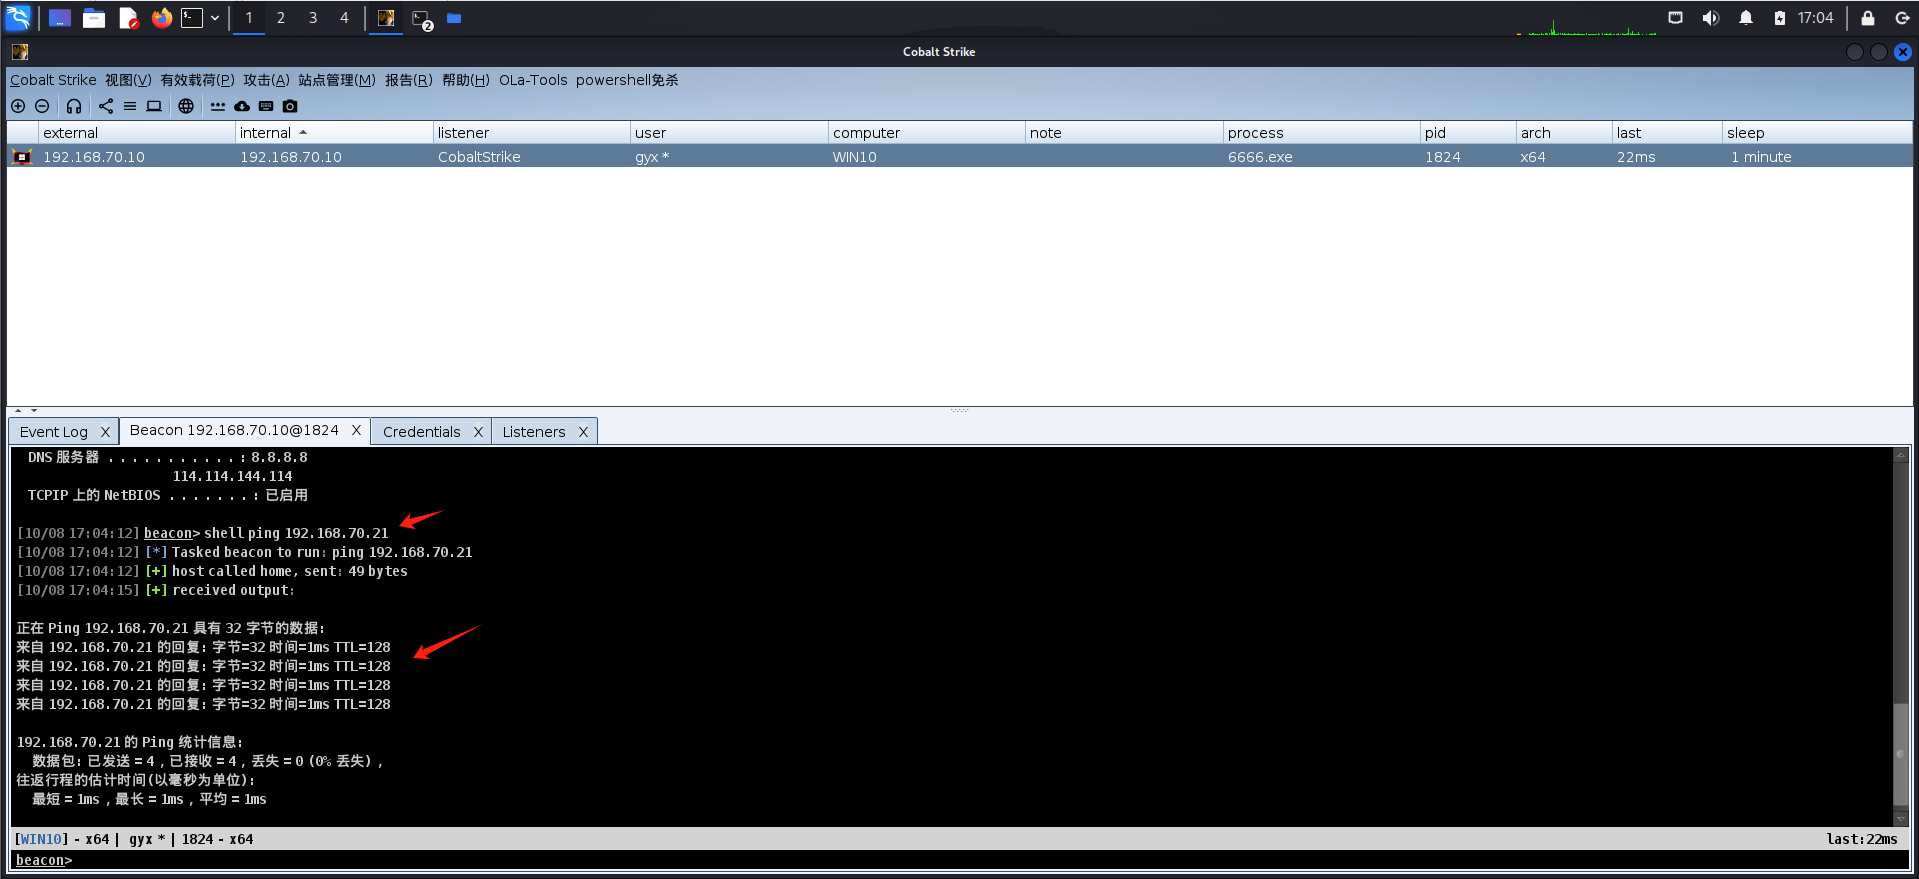 1 2 3 4 2 17:04
Cobalt Strike
Cobalt Strike 视图(V) 有效载荷(P) 攻击(A) 站点管理(M) 报告(R) 帮助(H) OLa-Tools powershell免杀
external internal listener user computer note process pid arch last sleep
192.168.70.10 192.168.70.10 CobaltStrike gyx * WIN10 6666.exe 1824 x64 22ms 1 minute
Event Log X Beacon 192.168.70.10@1824 X Credentials X Listeners X
DNS 服务器 . . . . . . . . . . . : 8.8.8.8
114.114.144.114
TCPIP 上的 NetBIOS . . . . . . . : 已启用
[10/08 17:04:12] beacon> shell ping 192.168.70.21
[10/08 17:04:12] [*] Tasked beacon to run: ping 192.168.70.21
[10/08 17:04:12] [+] host called home, sent: 49 bytes
[10/08 17:04:15] [+] received output:
正在 Ping 192.168.70.21 具有 32 字节的数据:
来自 192.168.70.21 的回复: 字节=32 时间=1ms TTL=128
来自 192.168.70.21 的回复: 字节=32 时间=1ms TTL=128
来自 192.168.70.21 的回复: 字节=32 时间=1ms TTL=128
来自 192.168.70.21 的回复: 字节=32 时间=1ms TTL=128
192.168.70.21 的 Ping 统计信息:
数据包: 已发送 = 4，已接收 = 4，丢失 = 0 (0% 丢失)，
往返行程的估计时间(以毫秒为单位):
最短 = 1ms，最长 = 1ms，平均 = 1ms
[WIN10] - x64 | gyx * | 1824 - x64 last:22ms
beacon>